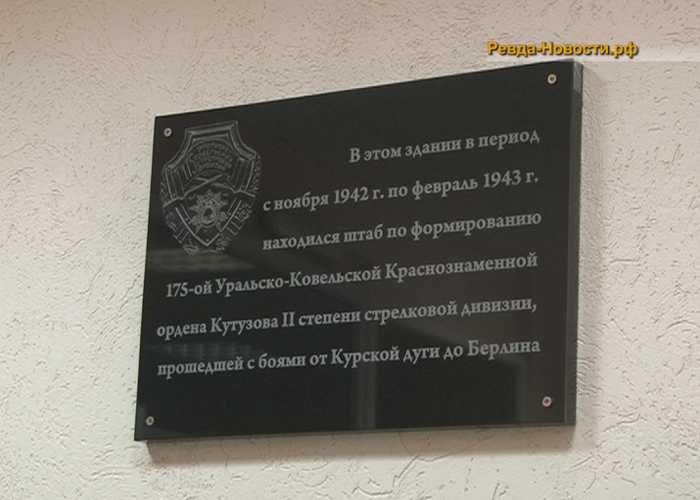 Ревда-Новости.рф
В этом здании в период
с ноября 1942 г. по февраль 1943 г.
находился штаб по формированию
175-ой Уральско-Ковельской Краснознаменной
ордена Кутузова II степени стрелковой дивизии,
прошедшей с боями от Курской дуги до Берлина